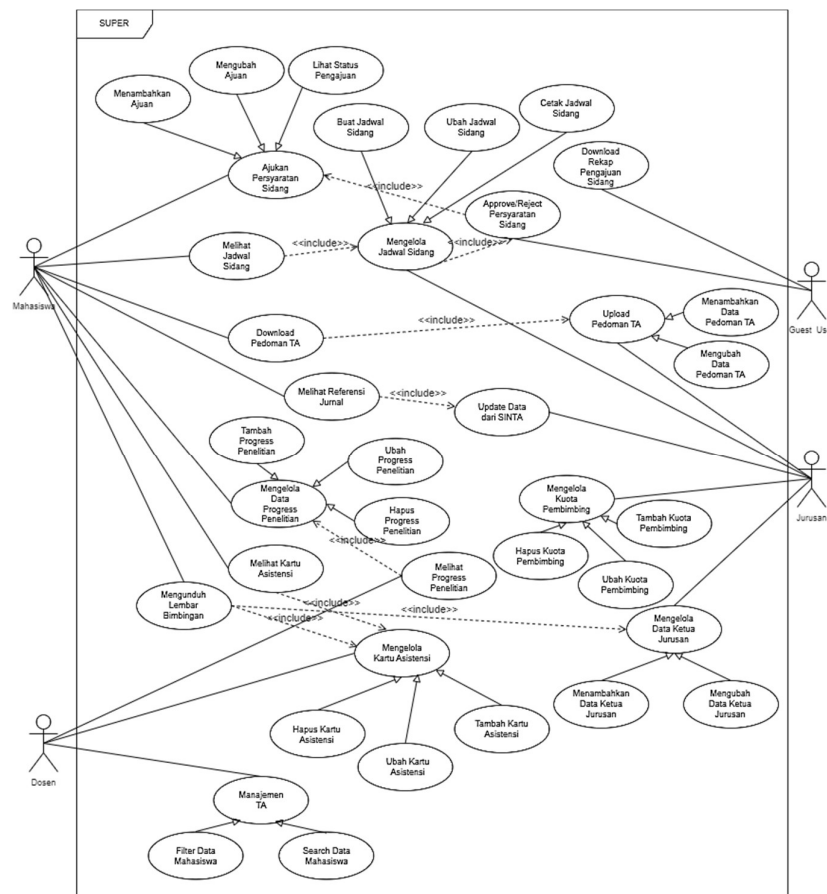 SUPER
Mengubah
Ajuan
Lihat Status
Pengajuan
Menambahkan
Ajuan
Cetak Jadwal
Sidang
Buat Jadwal
Sidang
Ubah Jadwal
Sidang
Download
Rekap
Pengajuan
Sidang
Ajukan
Persyaratan
Sidang
<<include>>
Approve/Reject
Persyaratan
Sidang
Melihat
Jadwal
Sidang
<<include>>
Mengelola
Jadwal Sidang
<<include>>
Mahasiswa
Guest Us
Download
Pedoman TA
<<include>>
Upload
Pedoman TA
Menambahkan
Data
Pedoman TA
Mengubah
Data
Pedoman TA
Melihat Referensi
Jurnal
<<include>>
Update Data
dari SINTA
Tambah
Progress
Penelitian
Ubah
Progress
Penelitian
Mengelola
Data
Progress
Penelitian
Hapus
Progress
Penelitian
<<include>>
Mengelola
Kuota
Pembimbing
Tambah Kuota
Pembimbing
Hapus Kuota
Pembimbing
Ubah Kuota
Pembimbing
Jurusan
Melihat Kartu
Asistensi
Melihat
Progress
Penelitian
Mengunduh
Lembar
Bimbingan
<<include>>
<<include>>
<<include>>
Mengelola
Data Ketua
Jurusan
Mengelola
Kartu Asistensi
Menambahkan
Data Ketua
Jurusan
Mengubah
Data Ketua
Jurusan
Hapus Kartu
Asistensi
Tambah Kartu
Asistensi
Ubah Kartu
Asistensi
Dosen
Manajemen
TA
Filter Data
Mahasiswa
Search Data
Mahasiswa